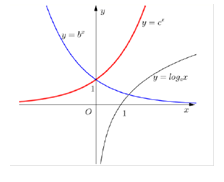 y
y = c^x
y = b^x
y = log_a x
1
O
1
x